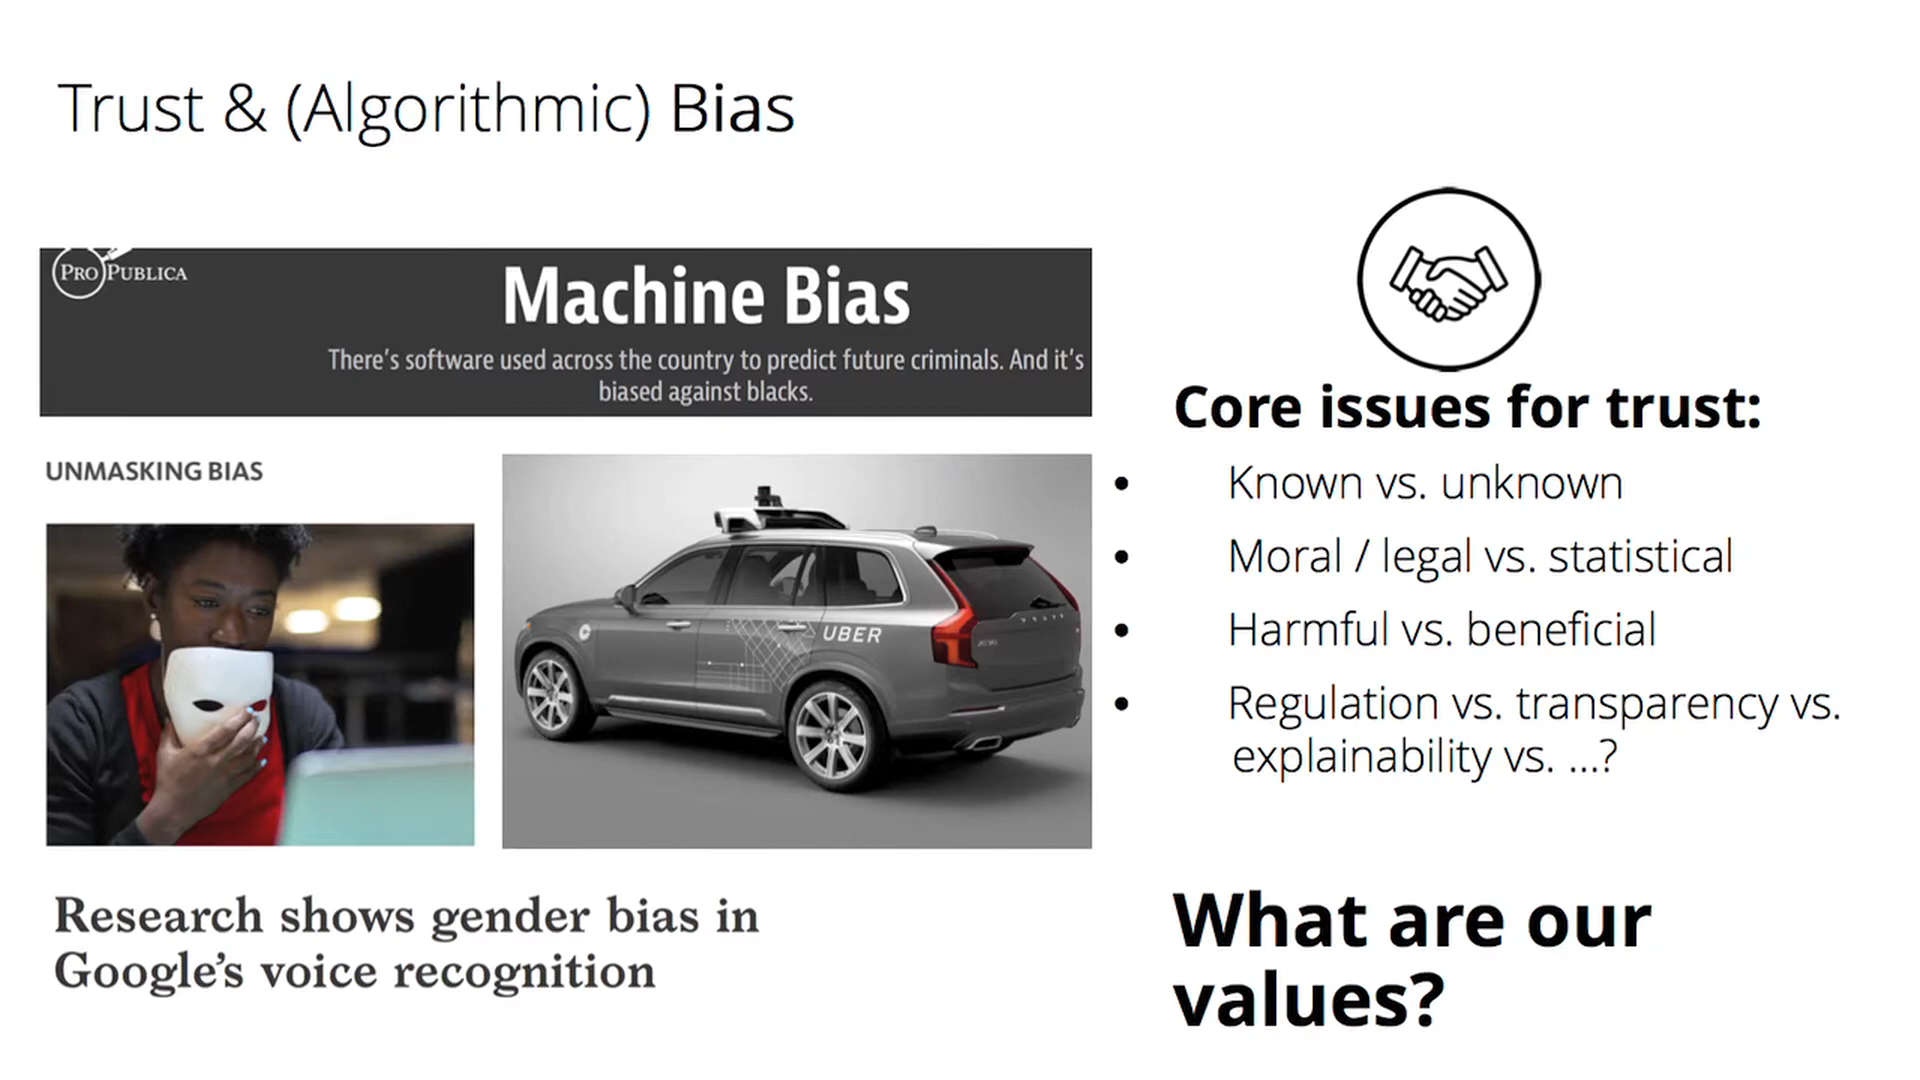 Trust & (Algorithmic) Bias
PROPUBLICA
Machine Bias
There's software used across the country to predict future criminals. And it's
biased against blacks.
UNMASKING BIAS
UBER
Research shows gender bias in
Google's voice recognition
Core issues for trust:
• Known vs. unknown
• Moral / legal vs. statistical
• Harmful vs. beneficial
• Regulation vs. transparency vs.
explainability vs. ...?
What are our
values?